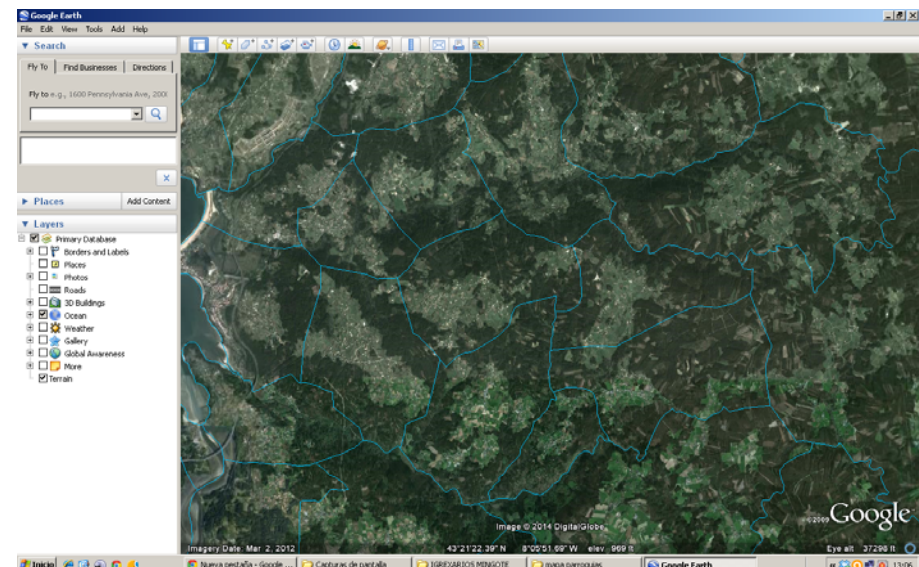 Google Earth
File Edit View Tools Add Help
Search
Fly To Find Businesses Directions
Fly to e.g., 1600 Pennsylvania Ave, 200
Places Add Content
Layers
Primary Database
Borders and Labels
Places
Photos
Roads
3D Buildings
Ocean
Weather
Gallery
Global Awareness
More
Terrain
Image © 2014 DigitalGlobe
©2009 Google
Imagery Date: Mar 2, 2012 43°21'22.39" N 8°05'51.69" W elev 969 ft Eye alt 37298 ft
Inicio Nueva pestaña - Google ... Capturas de pantalla IGREXARIOS MINGOTE mapa parroquias Google Earth 13:06